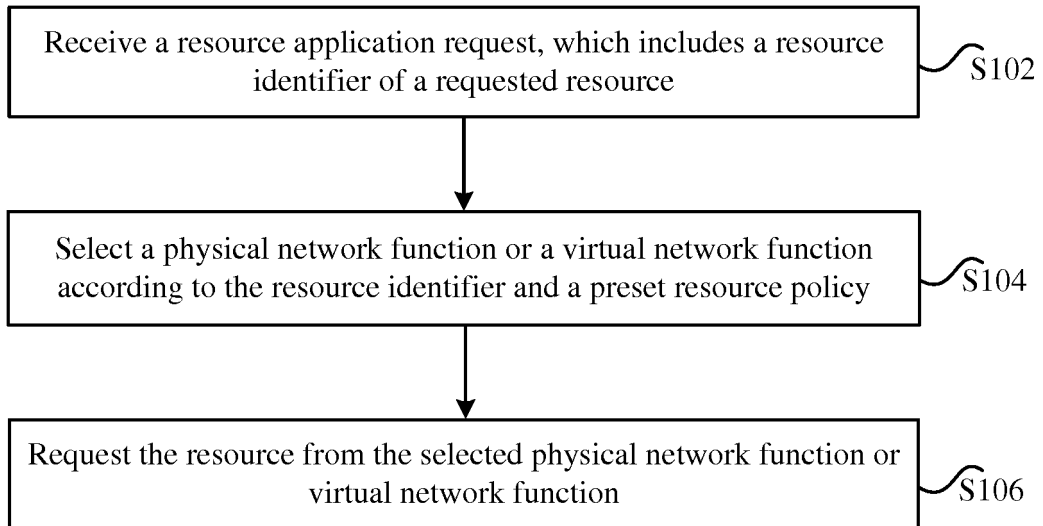 Receive a resource application request, which includes a resource
identifier of a requested resource
S102
Select a physical network function or a virtual network function
according to the resource identifier and a preset resource policy
S104
Request the resource from the selected physical network function or
virtual network function
S106